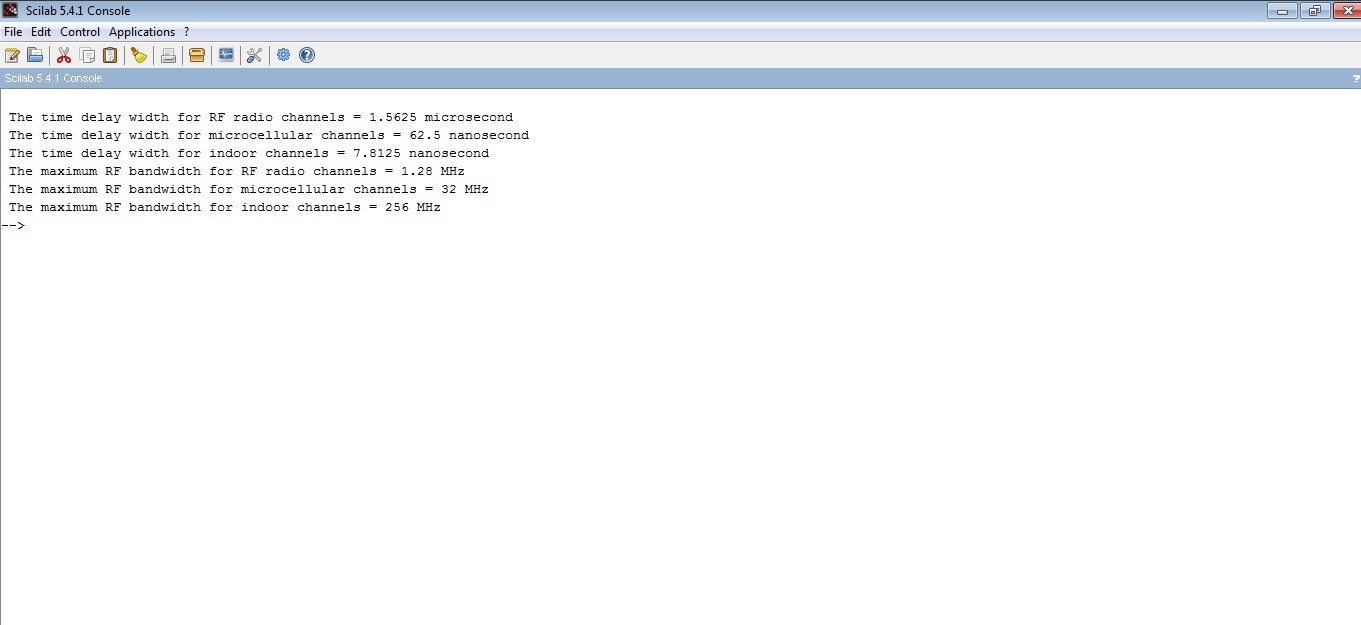 Scilab 5.4.1 Console
File Edit Control Applications ?
Scilab 5.4.1 Console ?
The time delay width for RF radio channels = 1.5625 microsecond
The time delay width for microcellular channels = 62.5 nanosecond
The time delay width for indoor channels = 7.8125 nanosecond
The maximum RF bandwidth for RF radio channels = 1.28 MHz
The maximum RF bandwidth for microcellular channels = 32 MHz
The maximum RF bandwidth for indoor channels = 256 MHz
-->